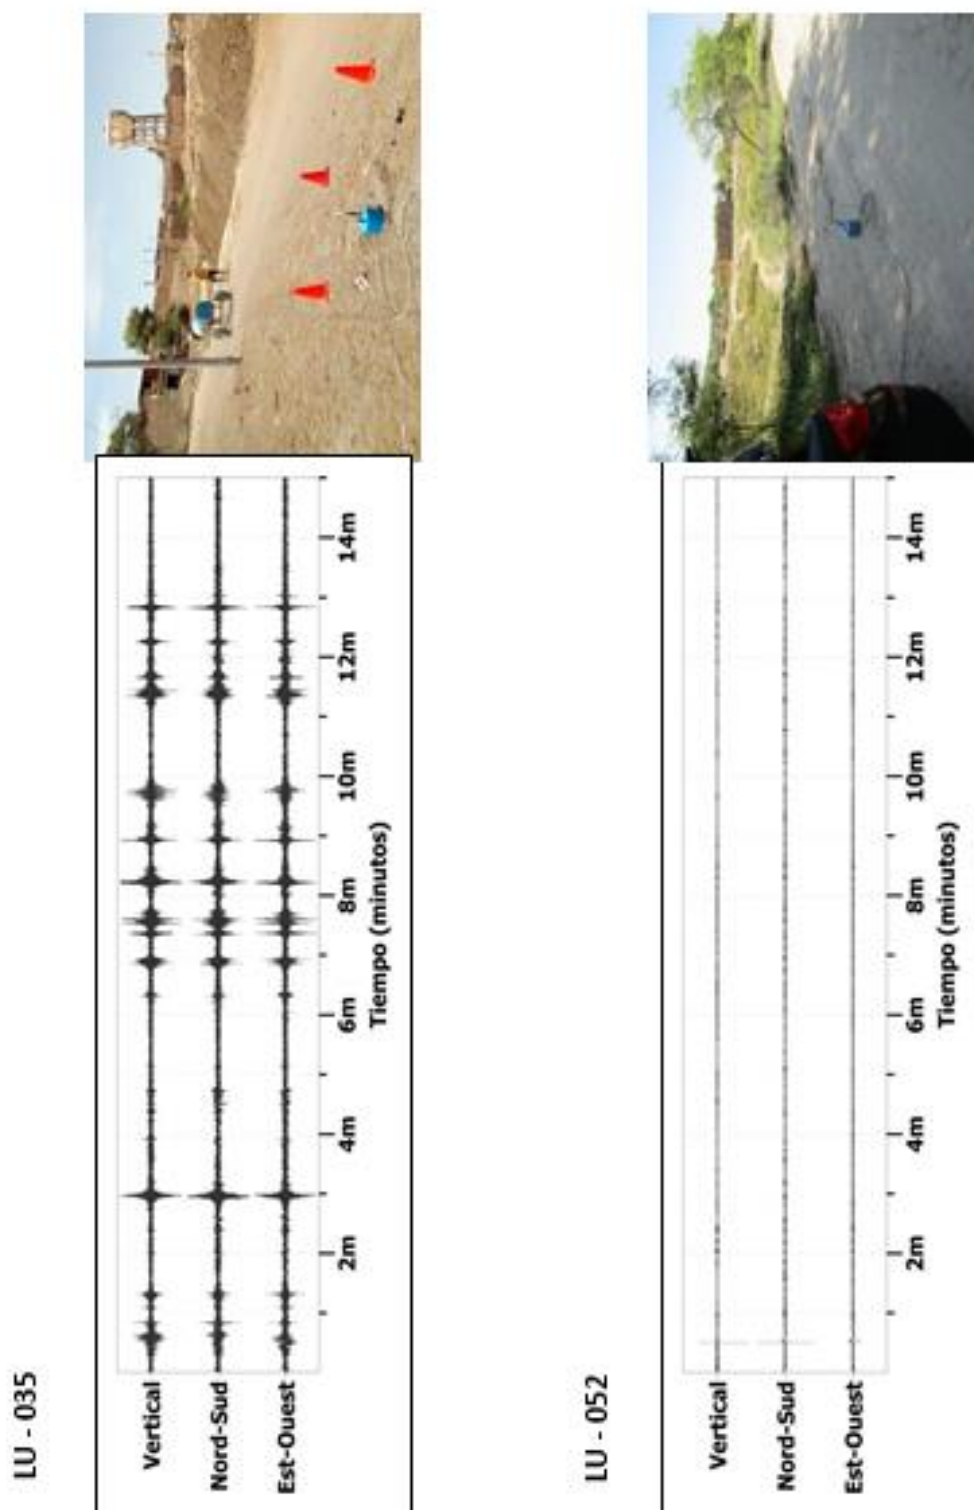 LU - 035
Vertical
Nord-Sud
Est-Ouest
2m 4m 6m 8m 10m 12m 14m
Tiempo (minutos)
LU - 052
Vertical
Nord-Sud
Est-Ouest
2m 4m 6m 8m 10m 12m 14m
Tiempo (minutos)